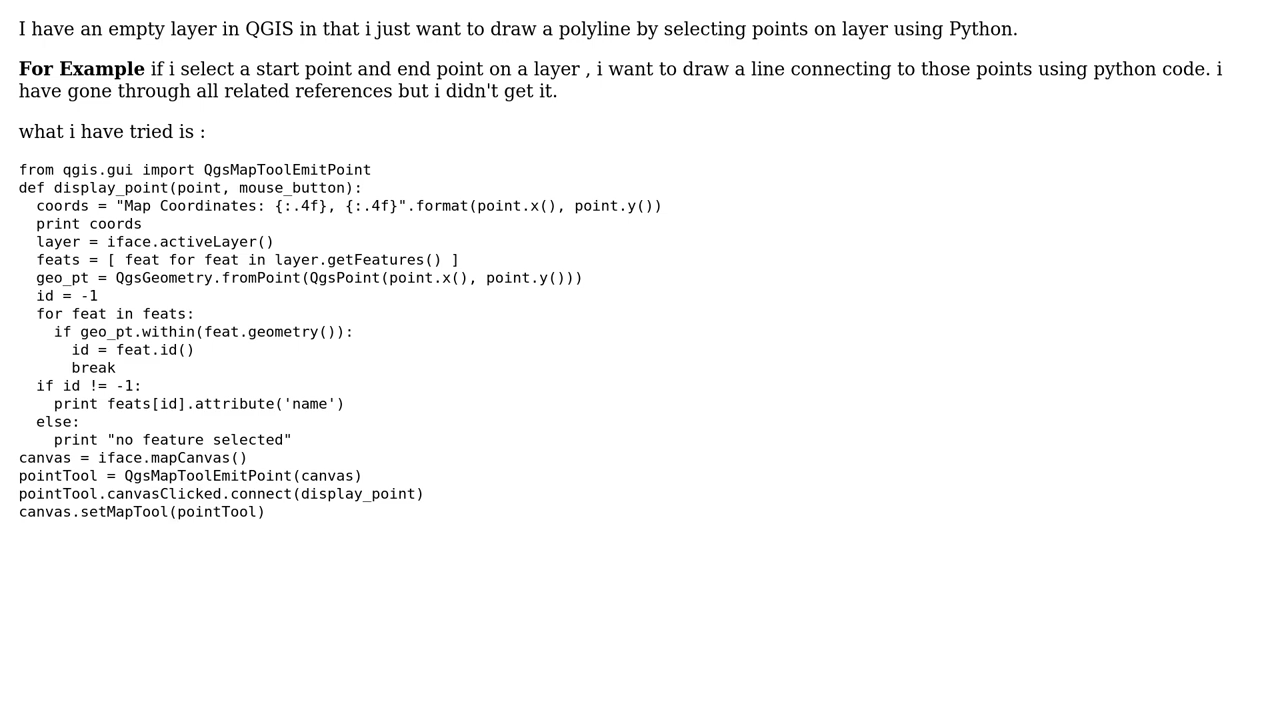 I have an empty layer in QGIS in that i just want to draw a polyline by selecting points on layer using Python.
For Example if i select a start point and end point on a layer , i want to draw a line connecting to those points using python code. i
have gone through all related references but i didn't get it.
what i have tried is :
from qgis.gui import QgsMapToolEmitPoint
def display_point(point, mouse_button):
  coords = "Map Coordinates: {:.4f}, {:.4f}".format(point.x(), point.y())
  print coords
  layer = iface.activeLayer()
  feats = [ feat for feat in layer.getFeatures() ]
  geo_pt = QgsGeometry.fromPoint(QgsPoint(point.x(), point.y()))
  id = -1
  for feat in feats:
    if geo_pt.within(feat.geometry()):
      id = feat.id()
      break
  if id != -1:
    print feats[id].attribute('name')
  else:
    print "no feature selected"
canvas = iface.mapCanvas()
pointTool = QgsMapToolEmitPoint(canvas)
pointTool.canvasClicked.connect(display_point)
canvas.setMapTool(pointTool)